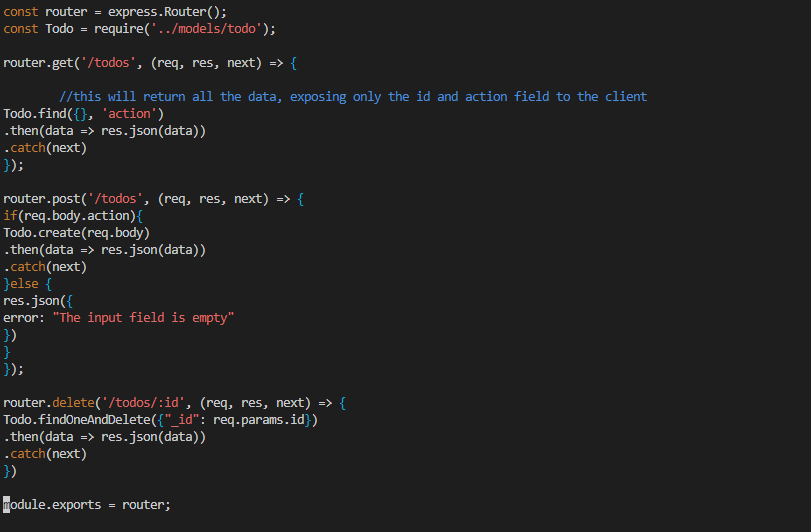 const router = express.Router();
const Todo = require('../models/todo');

router.get('/todos', (req, res, next) => {

        //this will return all the data, exposing only the id and action field to the client
Todo.find({}, 'action')
.then(data => res.json(data))
.catch(next)
});

router.post('/todos', (req, res, next) => {
if(req.body.action){
Todo.create(req.body)
.then(data => res.json(data))
.catch(next)
}else {
res.json({
error: "The input field is empty"
})
}
});

router.delete('/todos/:id', (req, res, next) => {
Todo.findOneAndDelete({"_id": req.params.id})
.then(data => res.json(data))
.catch(next)
})

module.exports = router;